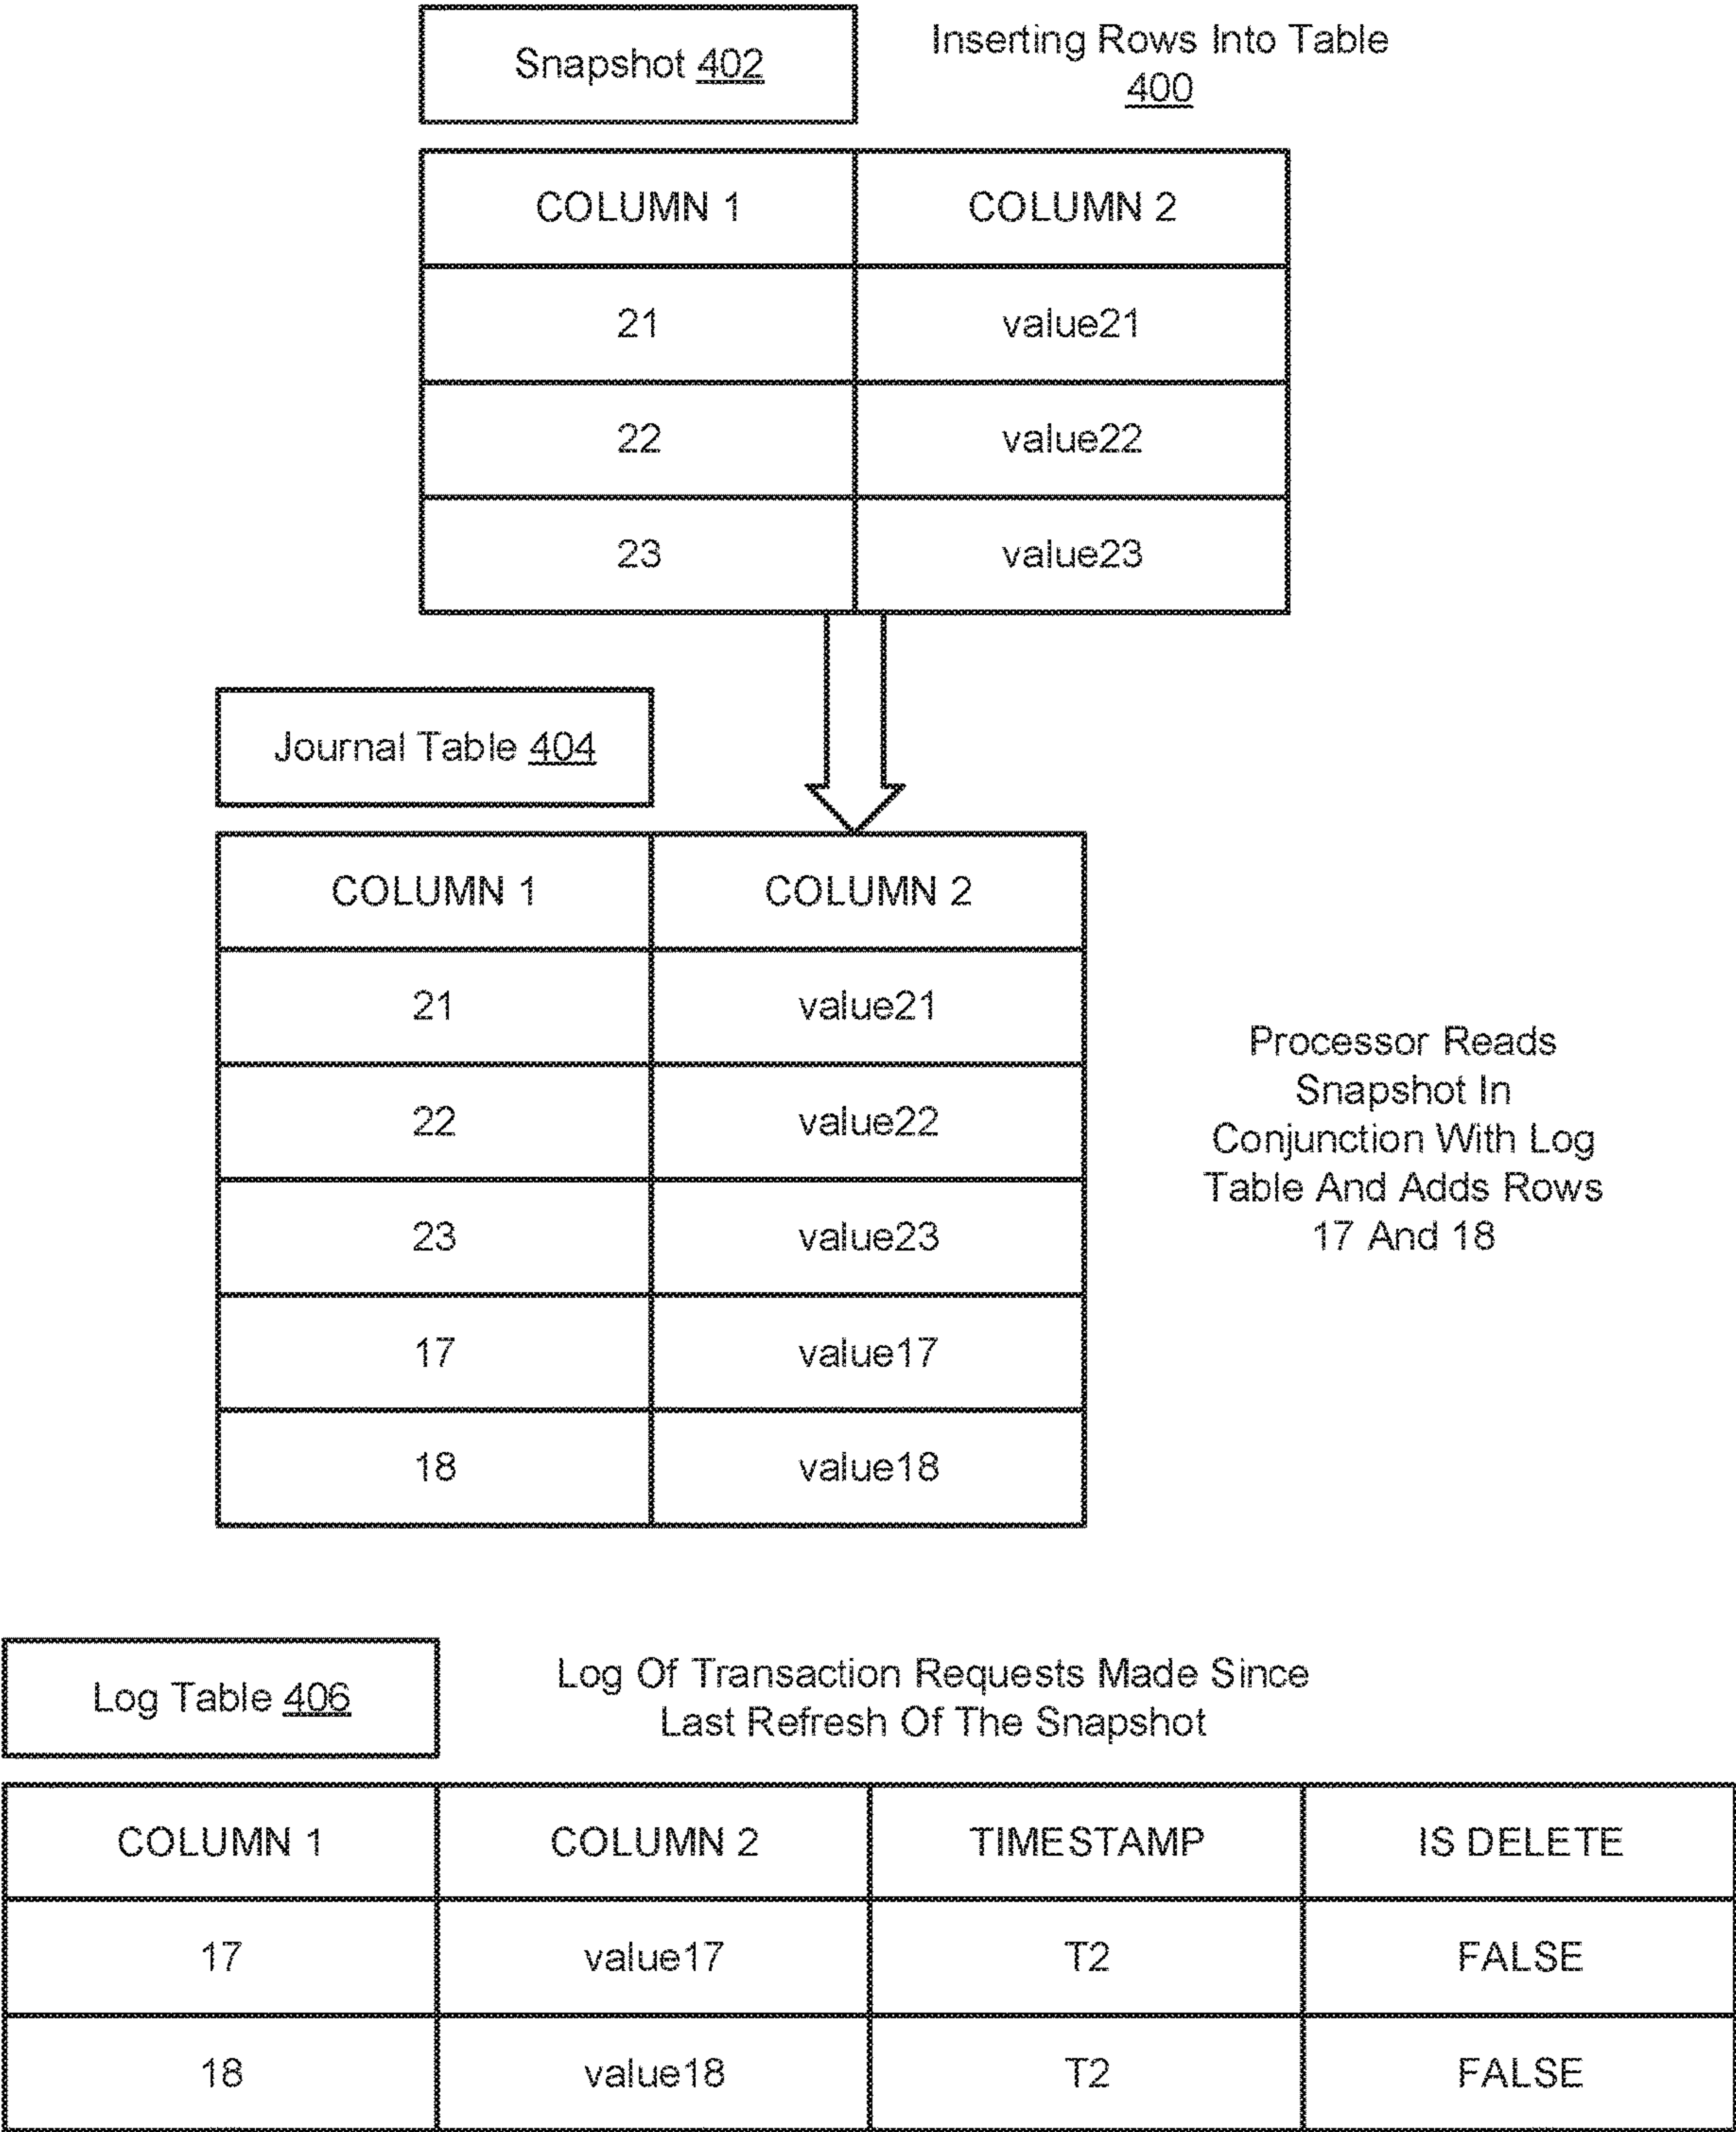 Snapshot 402
Inserting Rows Into Table
400
COLUMN 1 COLUMN 2
21 value21
22 value22
23 value23
Journal Table 404
COLUMN 1 COLUMN 2
21 value21
22 value22
23 value23
17 value17
18 value18
Processor Reads
Snapshot In
Conjunction With Log
Table And Adds Rows
17 And 18
Log Table 406
Log Of Transaction Requests Made Since
Last Refresh Of The Snapshot
COLUMN 1 COLUMN 2 TIMESTAMP IS DELETE
17 value17 T2 FALSE
18 value18 T2 FALSE